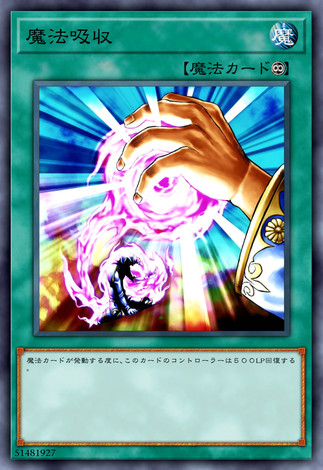 魔法吸収
魔
【魔法カード♾】
魔法カードが発動する度に、このカードのコントローラーは５００LP回復する
。
51481927